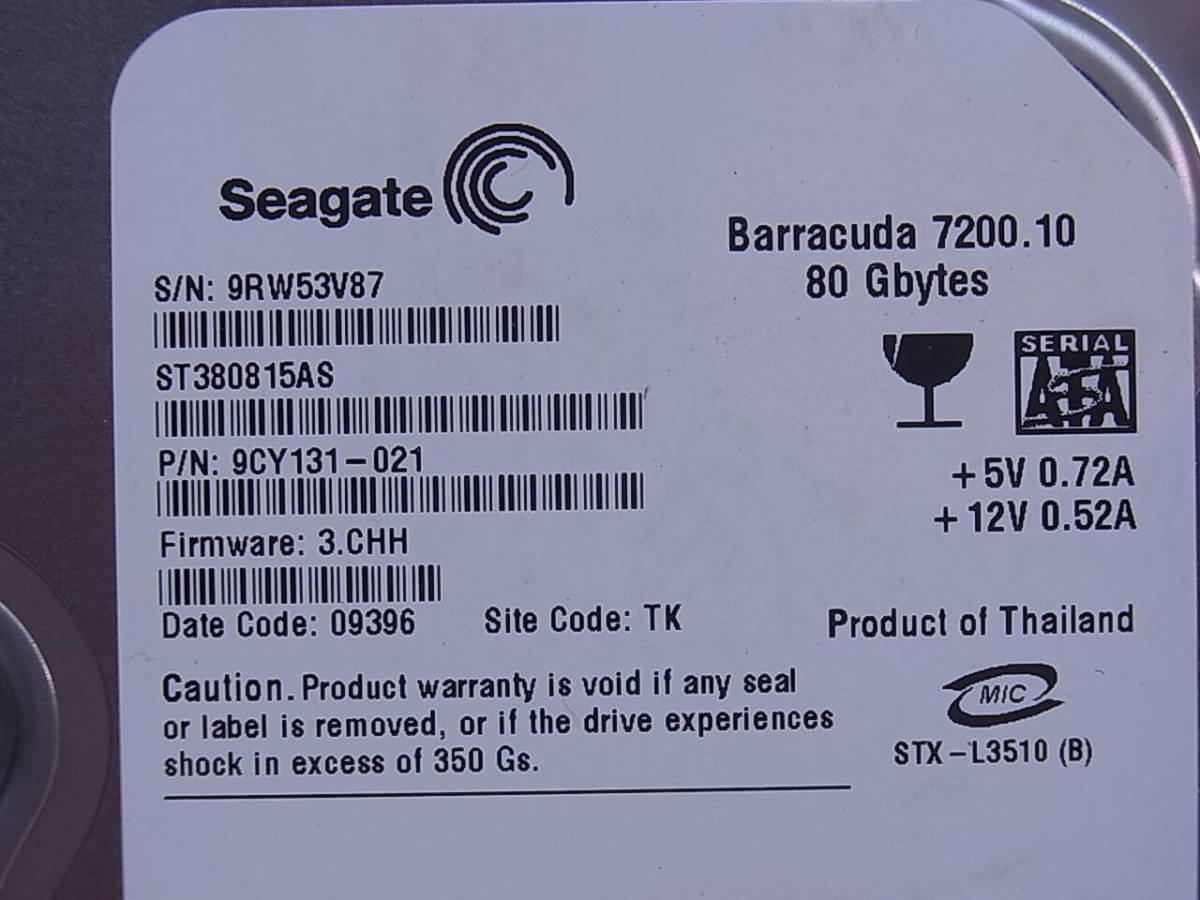 Seagate
Barracuda 7200.10
80 Gbytes
S/N: 9RW53V87
ST380815AS
P/N: 9CY131-021
Firmware: 3.CHH
Date Code: 09396
Site Code: TK
SERIAL
ATA
+5V 0.72A
+12V 0.52A
Product of Thailand
MIC
STX-L3510 (B)
Caution. Product warranty is void if any seal
or label is removed, or if the drive experiences
shock in excess of 350 Gs.